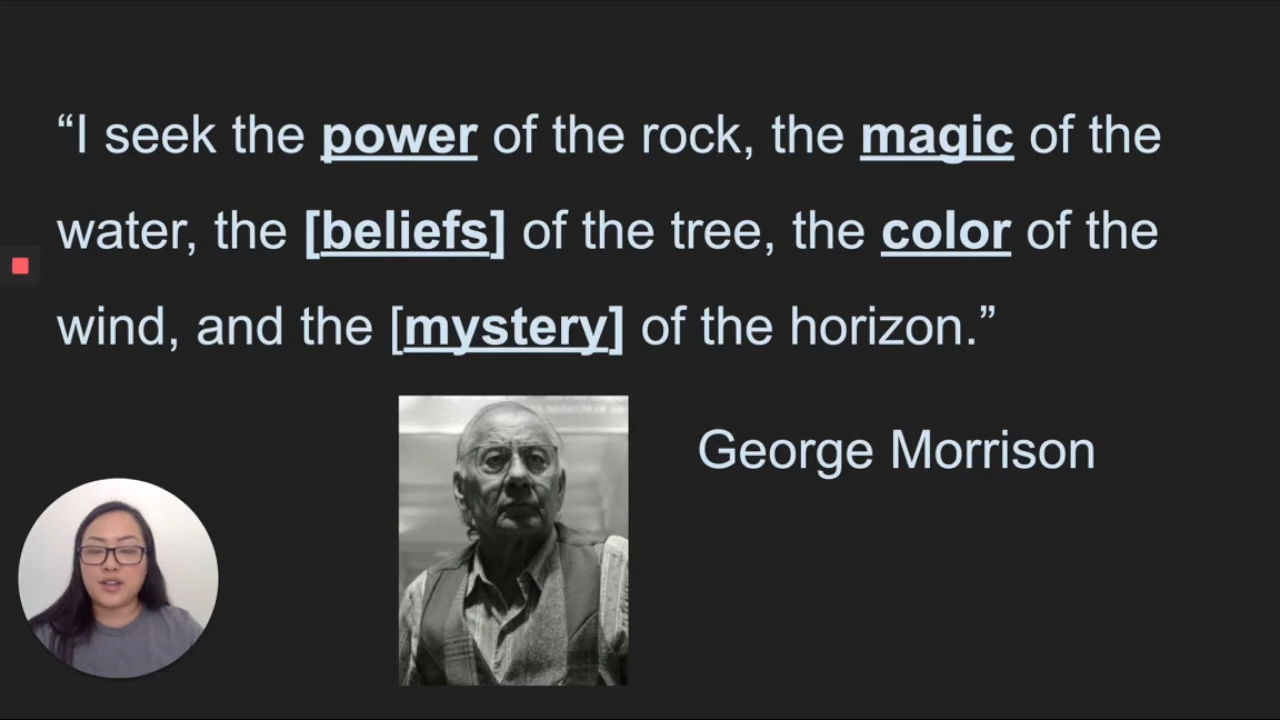 “I seek the power of the rock, the magic of the
water, the [beliefs] of the tree, the color of the
wind, and the [mystery] of the horizon.”
George Morrison